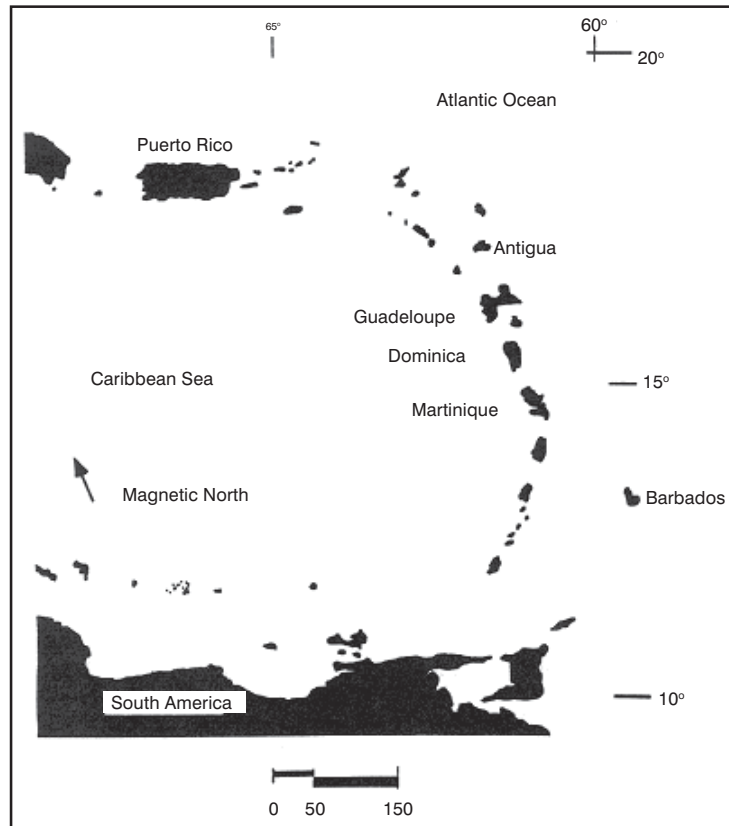 65°
60°
20°
Atlantic Ocean
Puerto Rico
Antigua
Guadeloupe
Dominica
Caribbean Sea
15°
Martinique
Magnetic North
Barbados
South America
10°
0 50 150